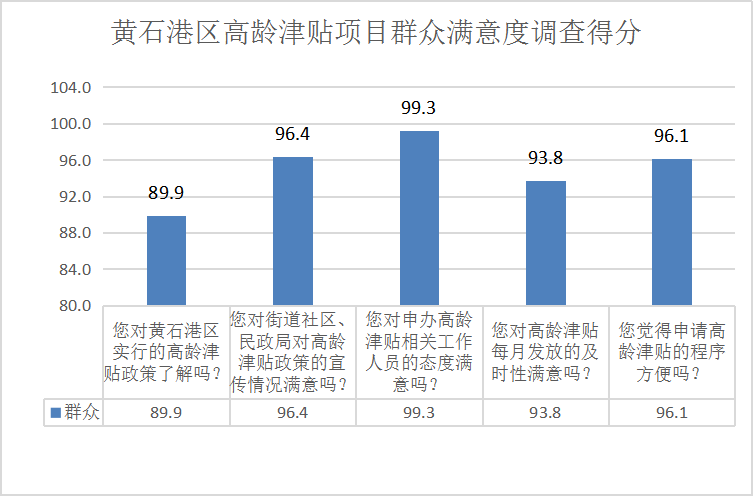 黄石港区高龄津贴项目群众满意度调查得分
104.0
100.0
96.0
92.0
88.0
84.0
80.0
89.9
96.4
99.3
93.8
96.1
您对黄石港区
实行的高龄津
贴政策了解吗？
您对街道社区、
民政局对高龄
津贴政策的宣
传情况满意吗？
您对申办高龄
津贴相关工作
人员的态度满
意吗？
您对高龄津贴
每月发放的及
时性满意吗？
您觉得申请高
龄津贴的程序
方便吗？
群众 89.9 96.4 99.3 93.8 96.1